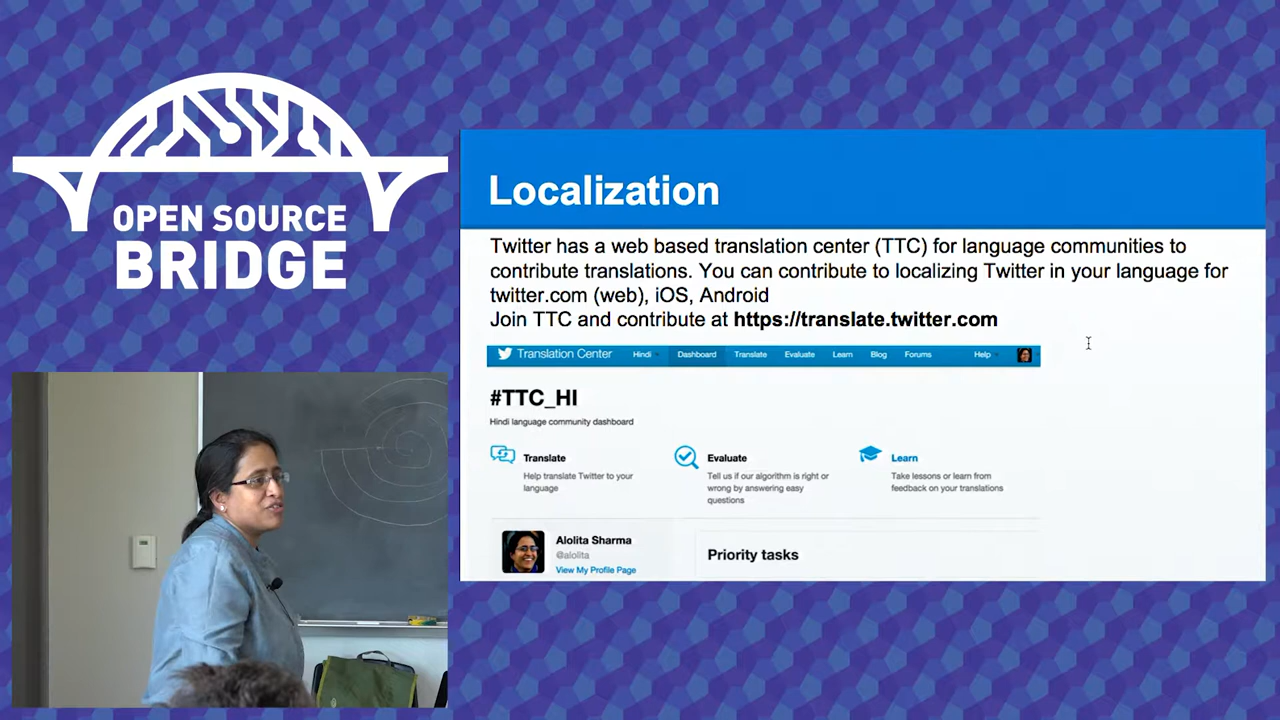 OPEN SOURCE
BRIDGE
Localization
Twitter has a web based translation center (TTC) for language communities to
contribute translations. You can contribute to localizing Twitter in your language for
twitter.com (web), iOS, Android
Join TTC and contribute at https://translate.twitter.com
Translation Center Hindi Dashboard Translate Evaluate Learn Blog Forums Help
#TTC_HI
Hindi language community dashboard
Translate
Help translate Twitter to your
language
Evaluate
Tell us if our algorithm is right or
wrong by answering easy
questions
Learn
Take lessons or learn from
feedback on your translations
Alolita Sharma
@alolita
View My Profile Page
Priority tasks